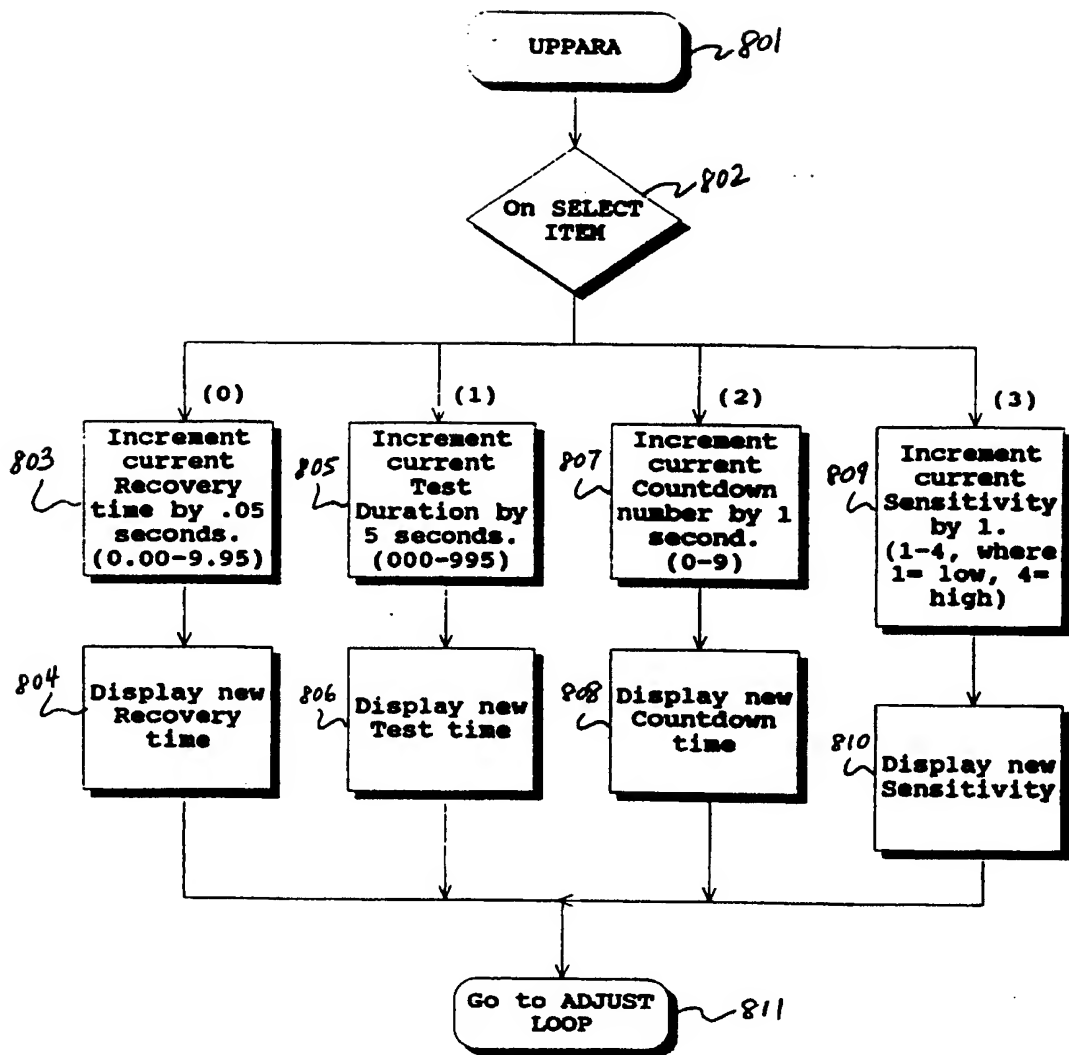 UPPARA
801
On SELECT
ITEM
802
(0)
(1)
(2)
(3)
803
Increment
current
Recovery
time by .05
seconds.
(0.00-9.95)
805
Increment
current
Test
Duration by
5 seconds.
(000-995)
807
Increment
current
Countdown
number by 1
second.
(0-9)
809
Increment
current
Sensitivity
by 1.
(1-4, where
1= low, 4=
high)
804
Display new
Recovery
time
806
Display new
Test time
808
Display new
Countdown
time
810
Display new
Sensitivity
Go to ADJUST
LOOP
811